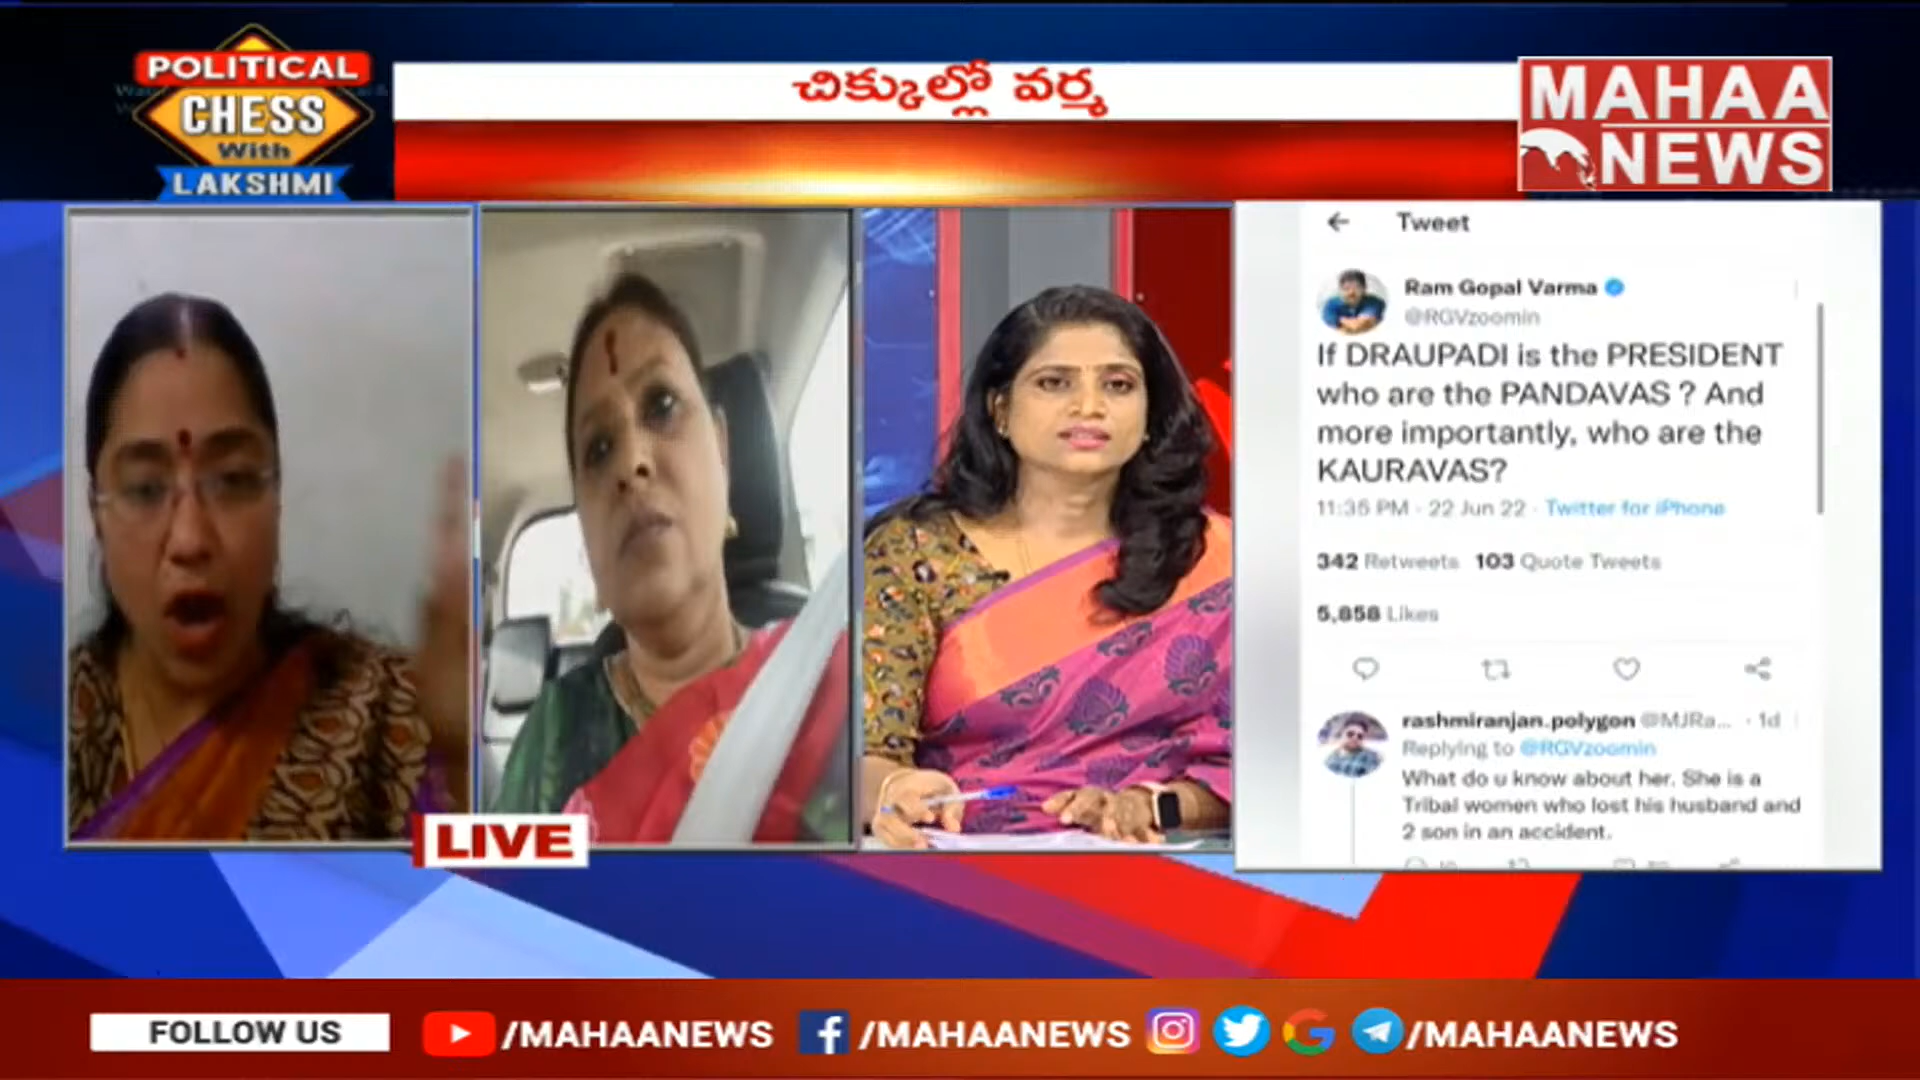 POLITICAL
CHESS
With
LAKSHMI
చిక్కుల్లో వర్మ
MAHAA
NEWS
Tweet
Ram Gopal Varma
@RGVzoomin
If DRAUPADI is the PRESIDENT
who are the PANDAVAS ? And
more importantly, who are the
KAURAVAS?
11:35 PM · 22 Jun 22 · Twitter for iPhone
342 Retweets 103 Quote Tweets
5,858 Likes
rashmiranjan.polygon @MJRa... · 1d
Replying to @RGVzoomin
What do u know about her. She is a
Tribal women who lost his husband and
2 son in an accident.
LIVE
FOLLOW US
/MAHAANEWS
/MAHAANEWS
/MAHAANEWS